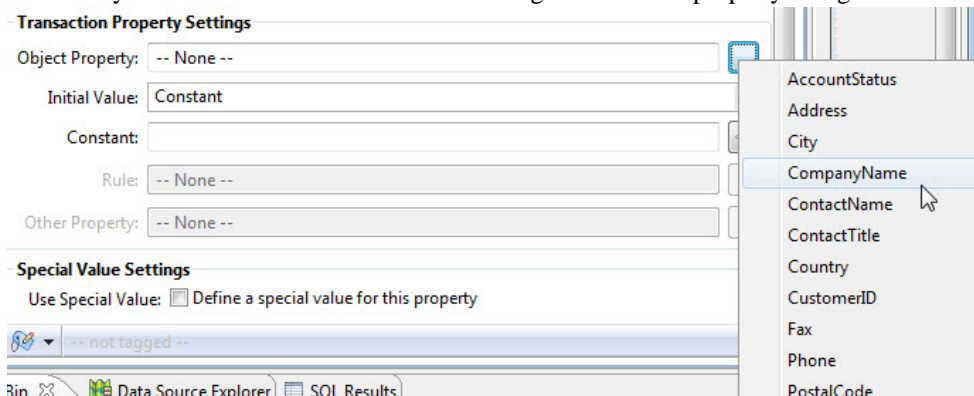 Transaction Property Settings
Object Property: -- None --
Initial Value: Constant
Constant:
Rule: -- None --
Other Property: -- None --
Special Value Settings
Use Special Value: Define a special value for this property
-- not tagged --
Bin Data Source Explorer SQL Results
AccountStatus
Address
City
CompanyName
ContactName
ContactTitle
Country
CustomerID
Fax
Phone
PostalCode